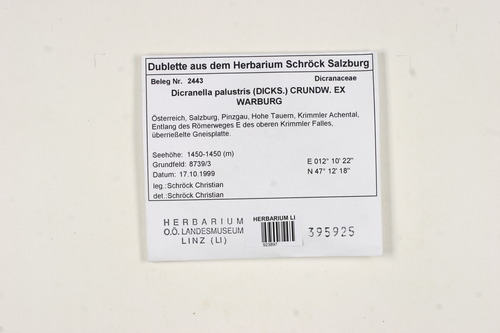 Dublette aus dem Herbarium Schröck Salzburg
Beleg Nr. 2443 Dicranaceae
Dicranella palustris (DICKS.) CRUNDW. EX
WARBURG
Österreich, Salzburg, Pinzgau, Hohe Tauern, Krimmler Achental,
Entlang des Römerweges E des oberen Krimmler Falles,
überrießelte Gneisplatte.
Seehöhe: 1450-1450 (m)
Grundfeld: 8739/3
Datum: 17.10.1999
E 012° 10' 22"
N 47° 12' 18"
leg.: Schröck Christian
det.: Schröck Christian
HERBARIUM
O.Ö. LANDESMUSEUM
LINZ (LI)
HERBARIUM LI
523897
395925